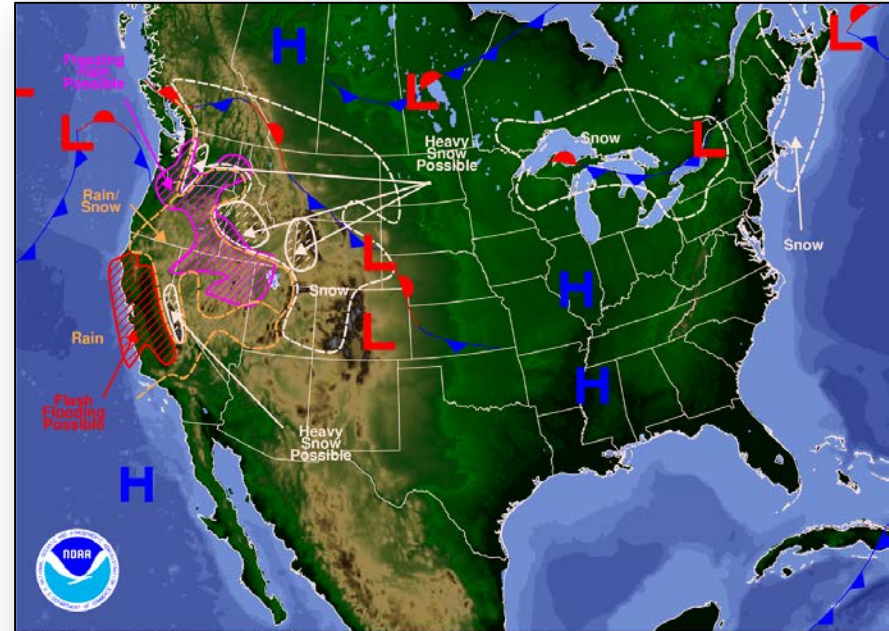 H
L
Freezing
Rain
Possible
L
L
Heavy
Snow
Possible
Snow
L
L
Rain/
Snow
Snow
L
Snow
H
Rain
L
H
Flash
Flooding
Possible
Heavy
Snow
Possible
H
NOAA